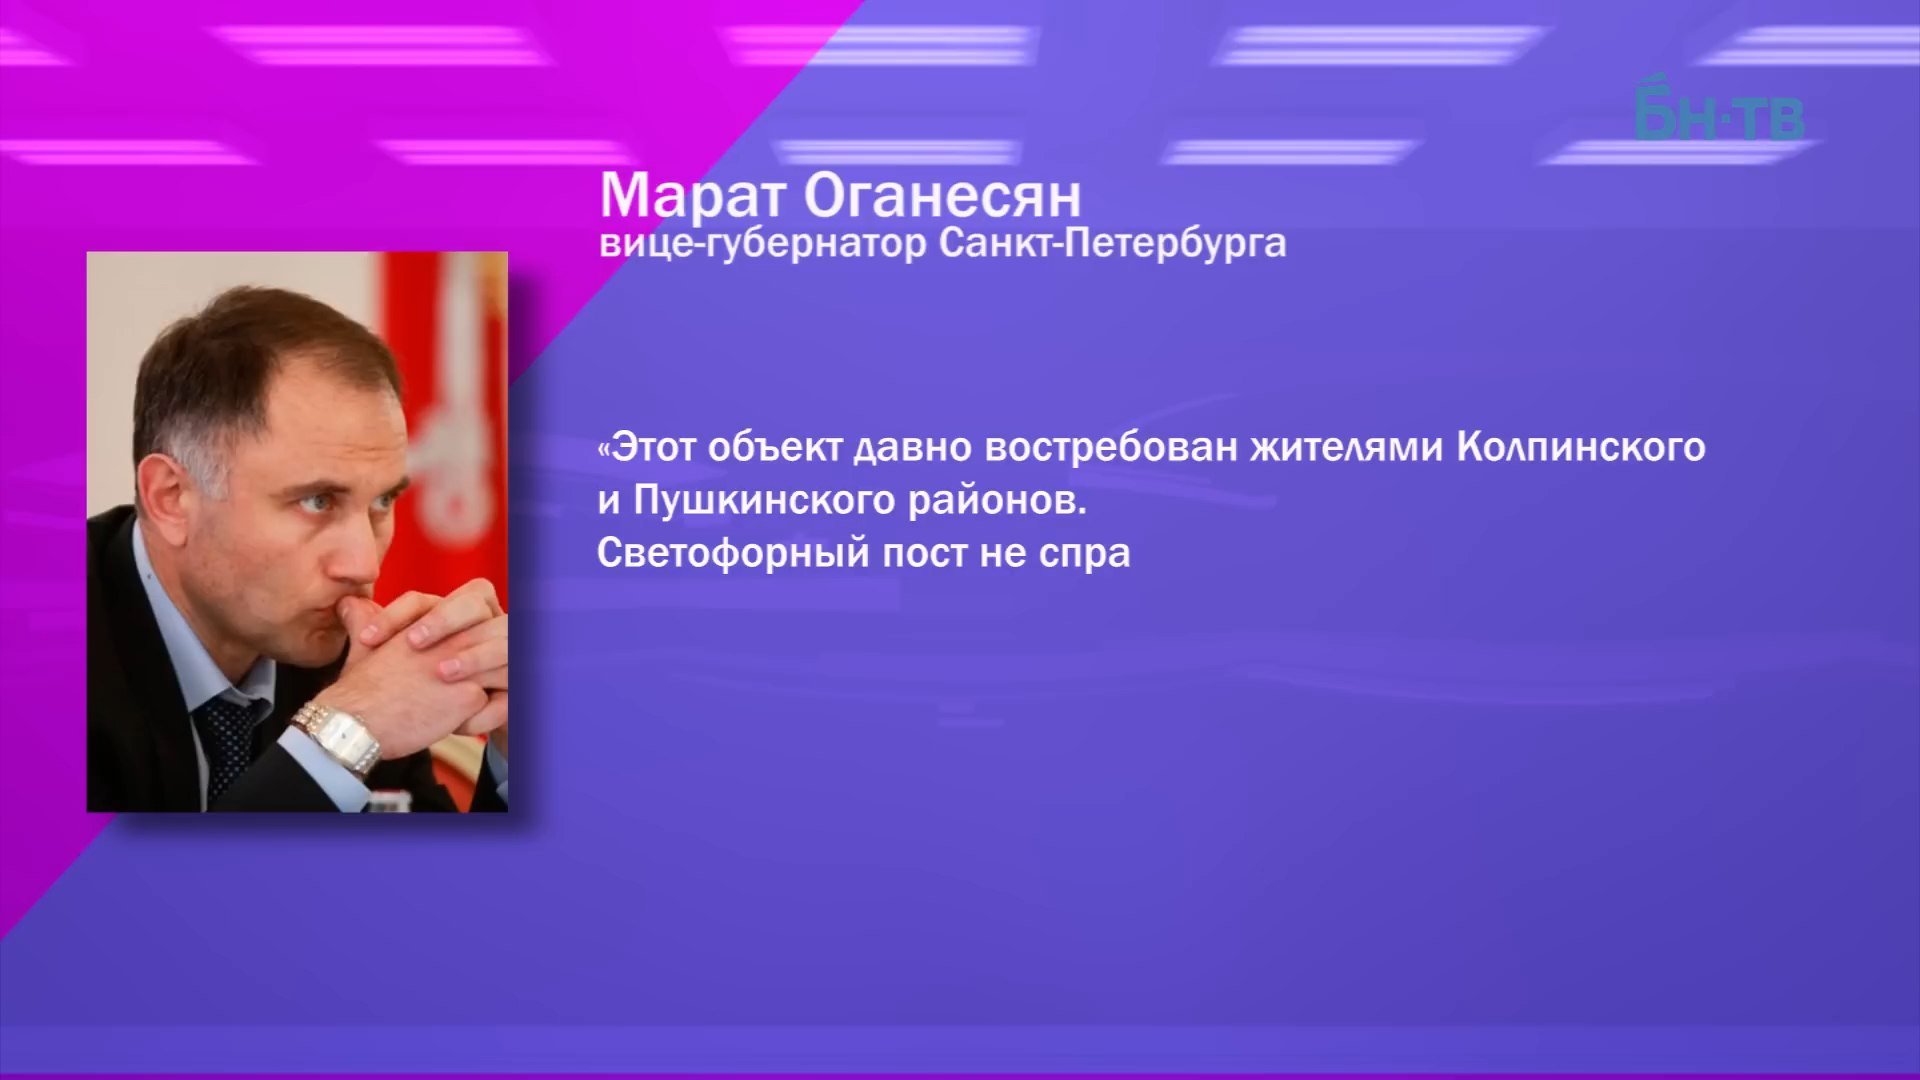 Бн·тв
Марат Оганесян
вице-губернатор Санкт-Петербурга
«Этот объект давно востребован жителями Колпинского
и Пушкинского районов.
Светофорный пост не спра